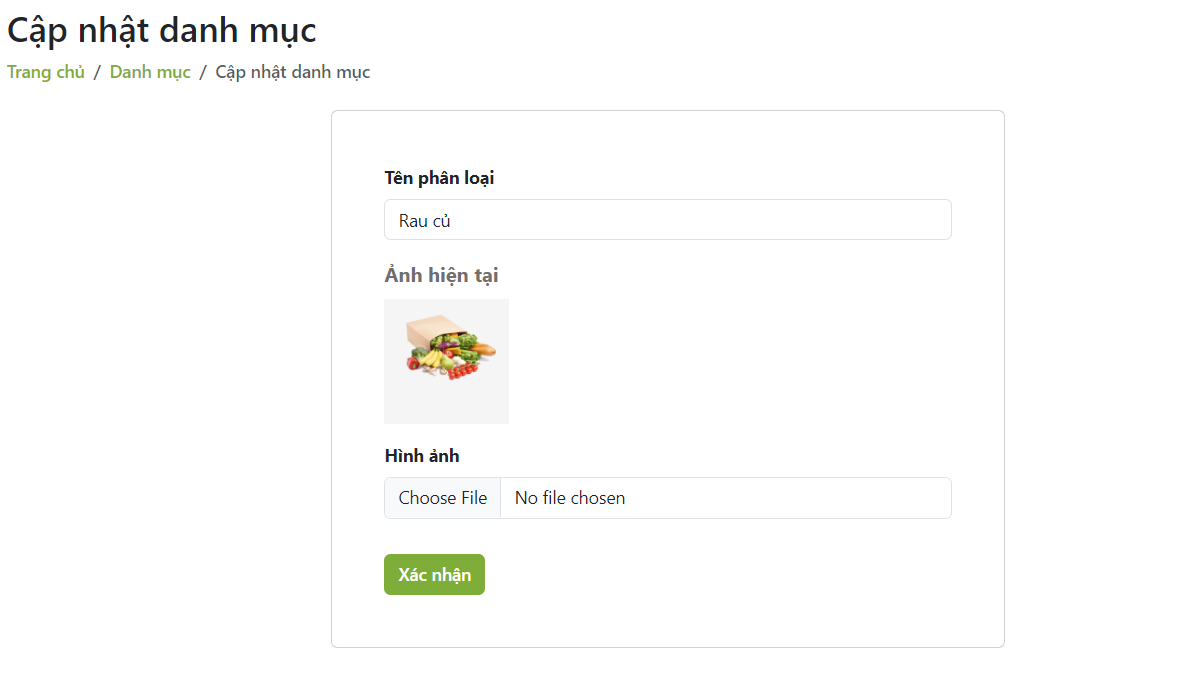 Cập nhật danh mục
Trang chủ / Danh mục / Cập nhật danh mục
Tên phân loại
Rau củ
Ảnh hiện tại
Hình ảnh
Choose File No file chosen
Xác nhận